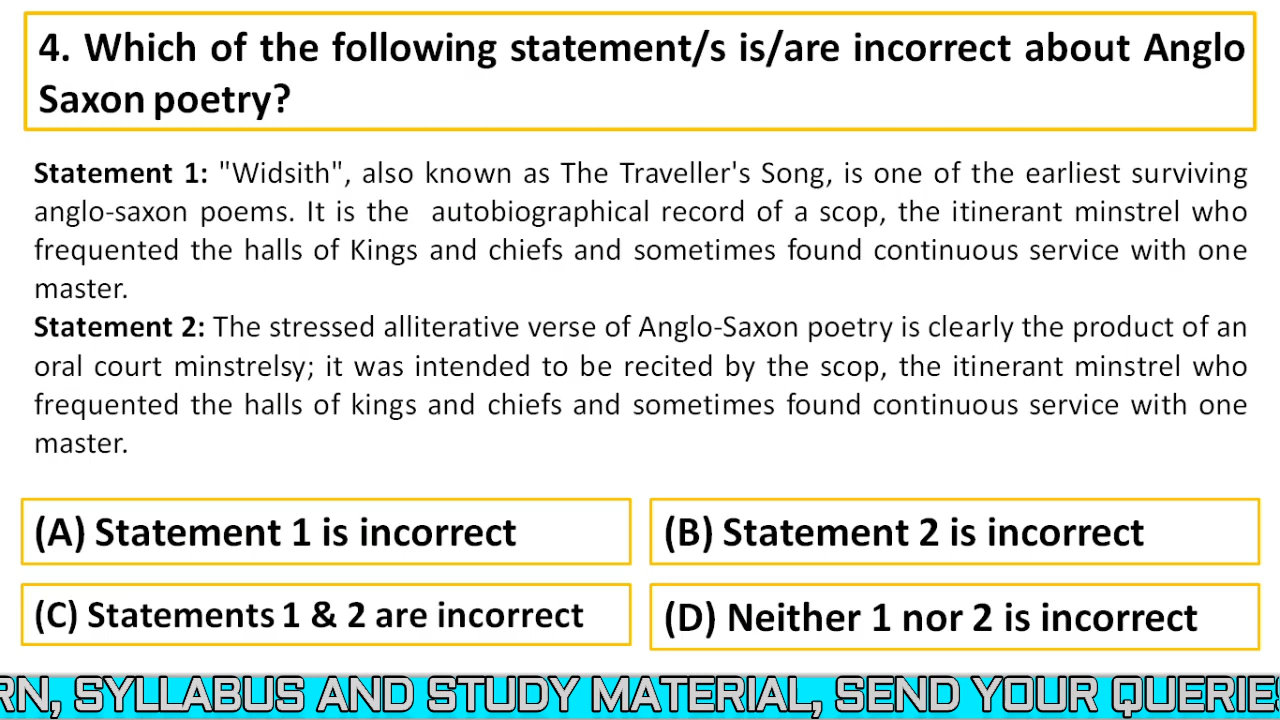 4. Which of the following statement/s is/are incorrect about Anglo
Saxon poetry?
Statement 1: "Widsith", also known as The Traveller's Song, is one of the earliest surviving
anglo-saxon poems. It is the autobiographical record of a scop, the itinerant minstrel who
frequented the halls of Kings and chiefs and sometimes found continuous service with one
master.
Statement 2: The stressed alliterative verse of Anglo-Saxon poetry is clearly the product of an
oral court minstrelsy; it was intended to be recited by the scop, the itinerant minstrel who
frequented the halls of kings and chiefs and sometimes found continuous service with one
master.
(A) Statement 1 is incorrect
(B) Statement 2 is incorrect
(C) Statements 1 & 2 are incorrect
(D) Neither 1 nor 2 is incorrect
RN, SYLLABUS AND STUDY MATERIAL, SEND YOUR QUERIES